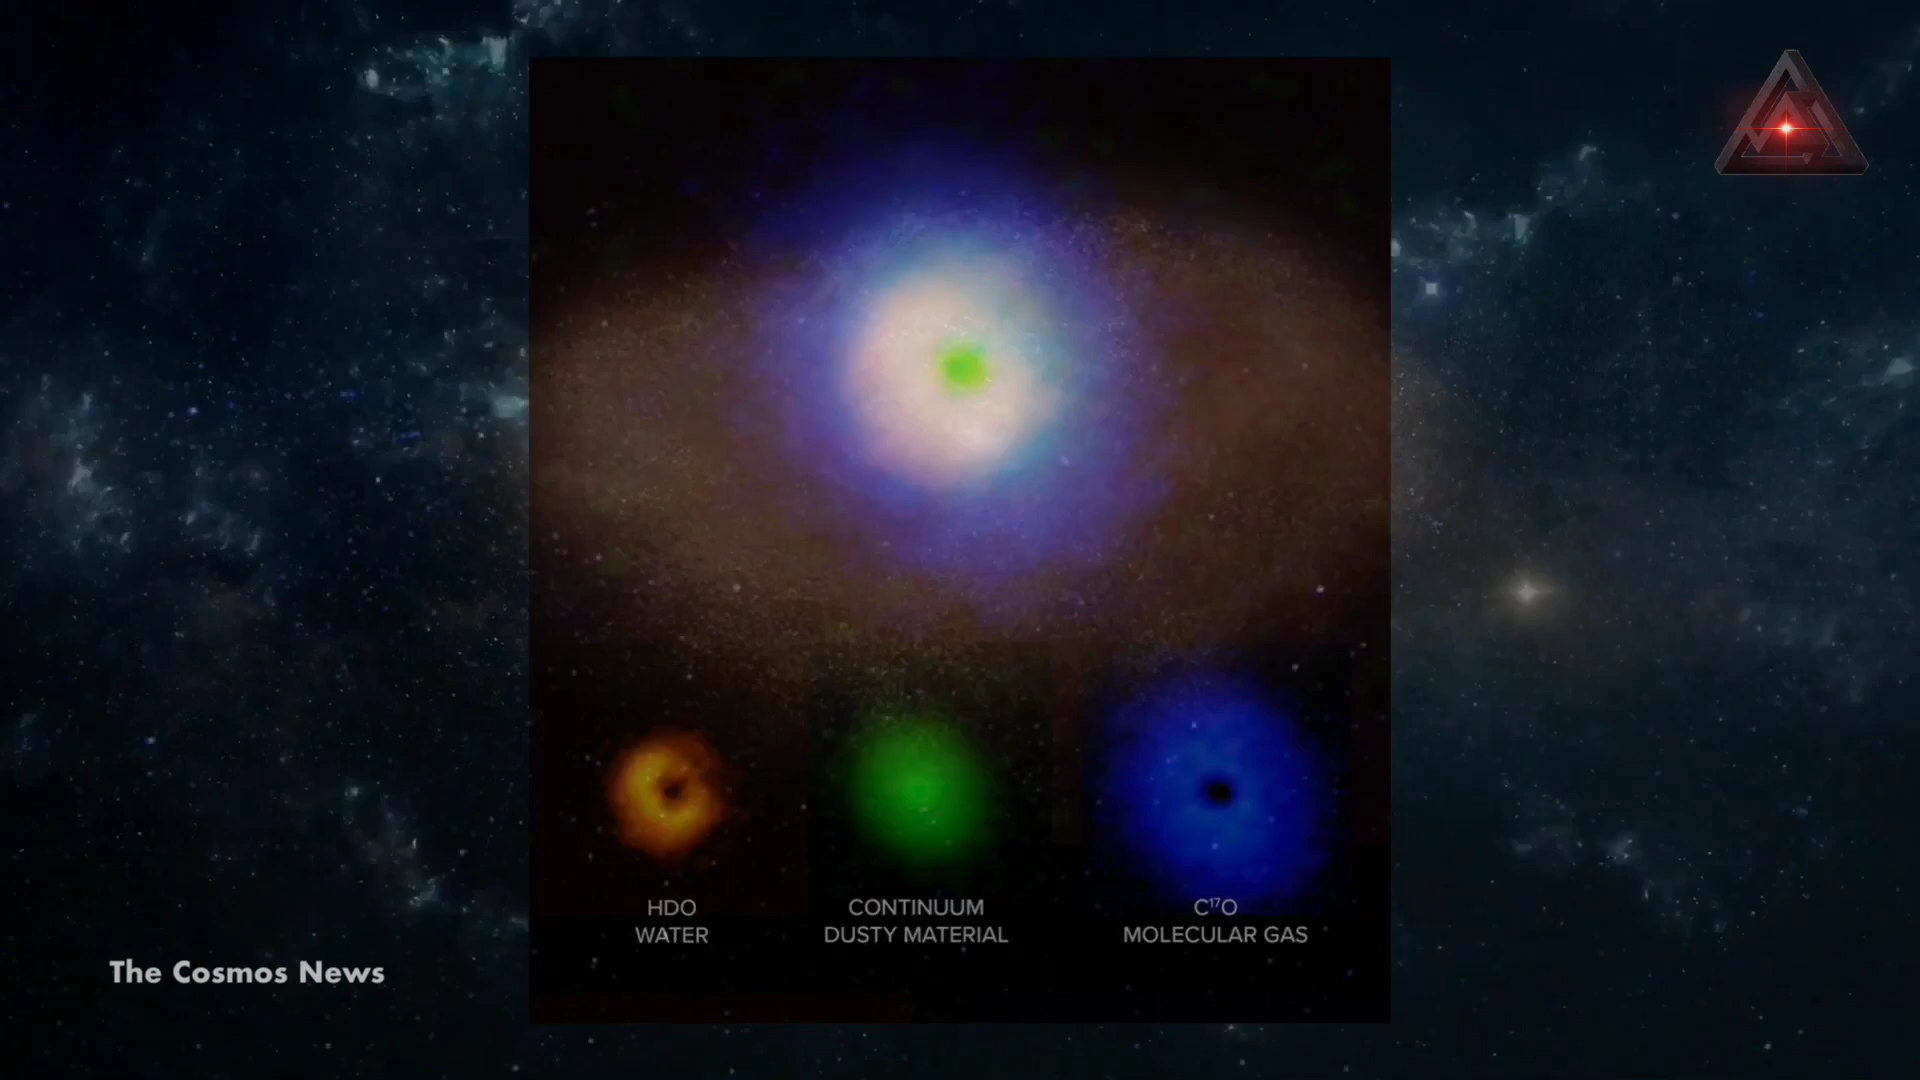 HDO
WATER
CONTINUUM
DUSTY MATERIAL
C¹⁷O
MOLECULAR GAS
The Cosmos News